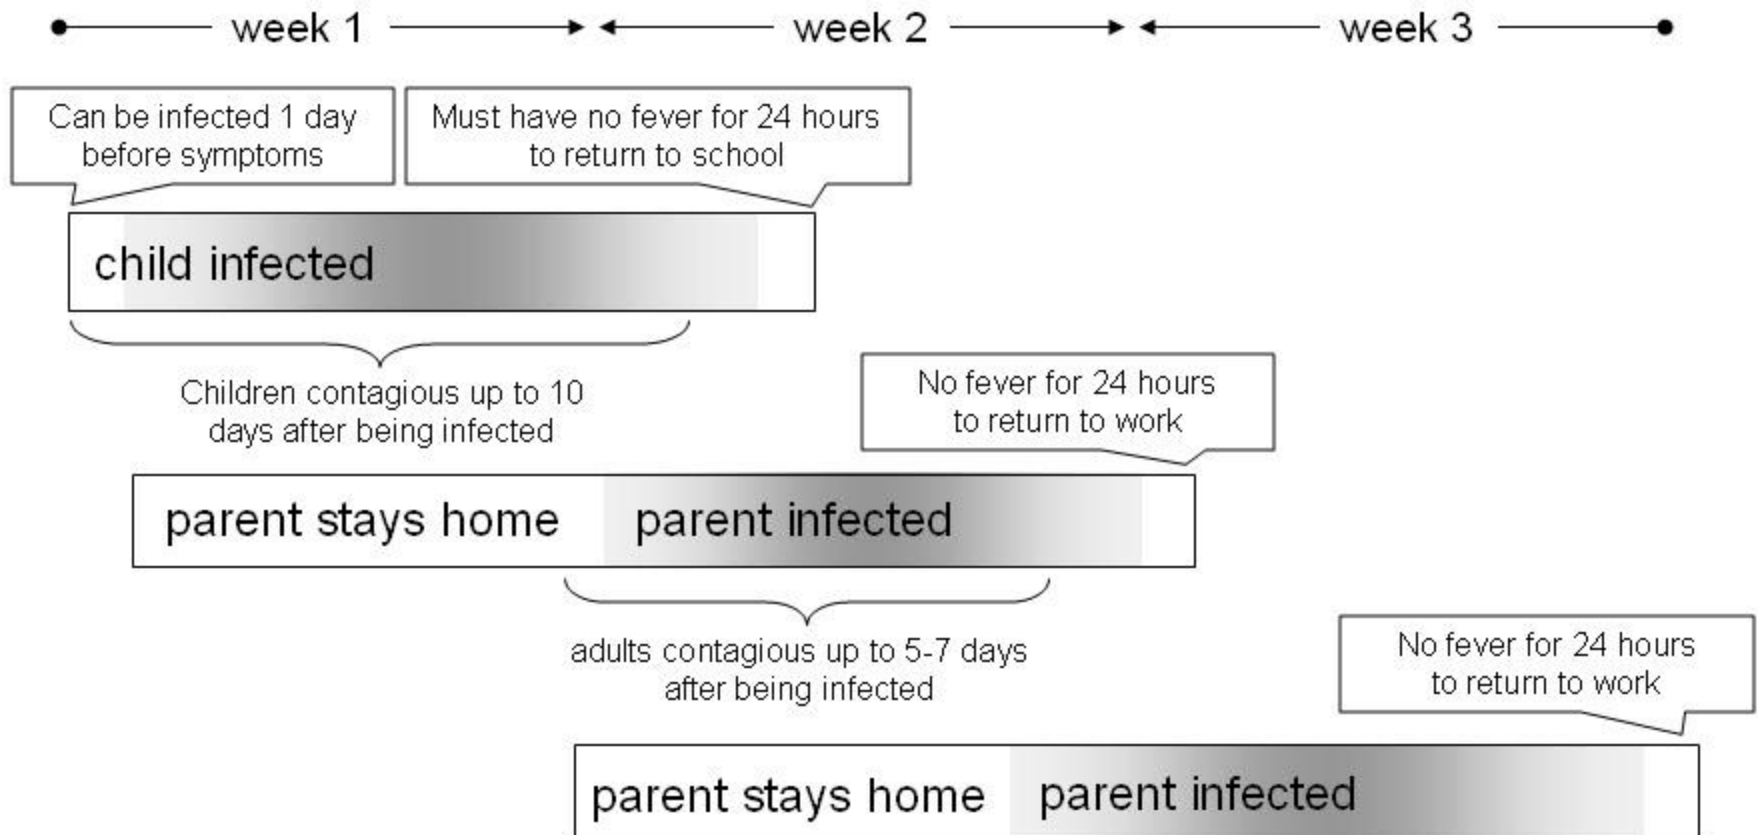 week 1
week 2
week 3
Can be infected 1 day
before symptoms
Must have no fever for 24 hours
to return to school
child infected
Children contagious up to 10
days after being infected
No fever for 24 hours
to return to work
parent stays home
parent infected
adults contagious up to 5-7 days
after being infected
No fever for 24 hours
to return to work
parent stays home
parent infected